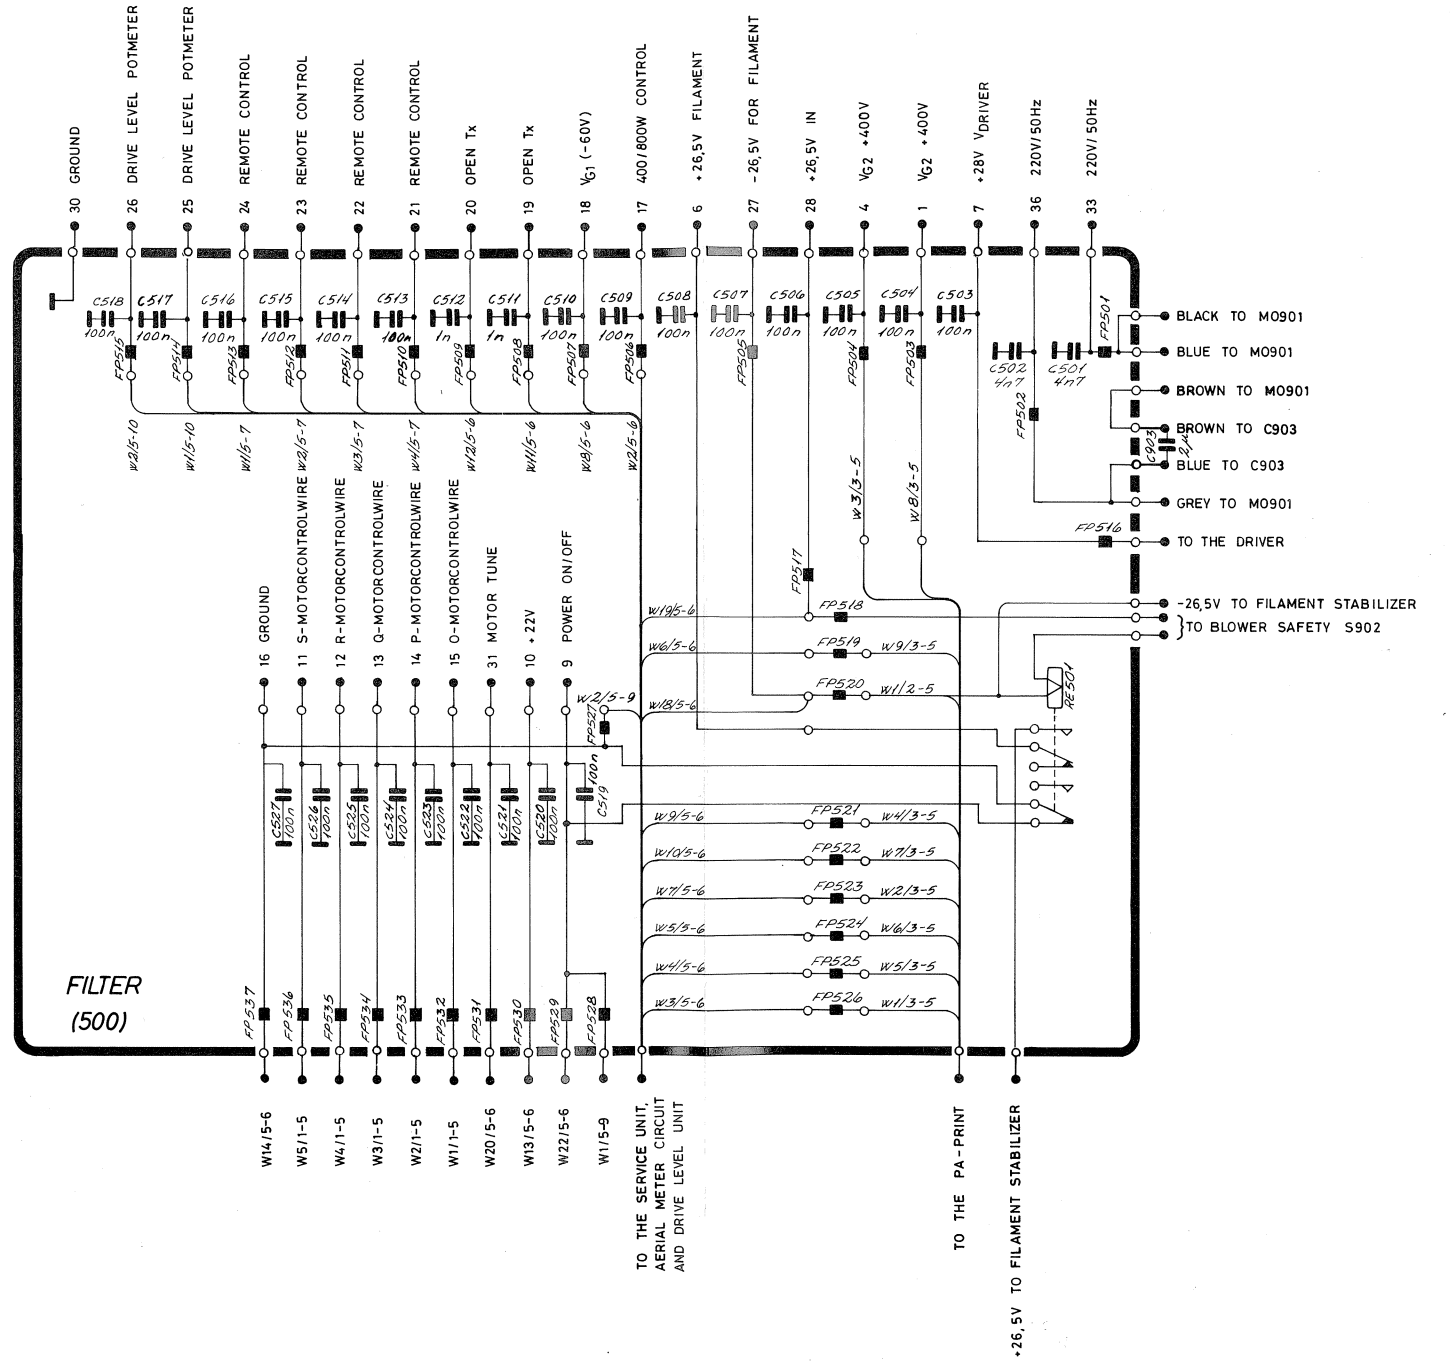 30 GROUND
26 DRIVE LEVEL POTMETER
25 DRIVE LEVEL POTMETER
24 REMOTE CONTROL
23 REMOTE CONTROL
22 REMOTE CONTROL
21 REMOTE CONTROL
20 OPEN Tx
19 OPEN Tx
18 VG1 (-60V)
17 400/800W CONTROL
6 +26,5V FILAMENT
27 -26,5V FOR FILAMENT
28 +26,5V IN
4 VG2 +400V
1 VG2 +400V
7 +28V VDRIVER
36 220V/50Hz
33 220V/50Hz
C518
100n
C517
100n
C516
100n
C515
100n
C514
100n
C513
100n
C512
1n
C511
1n
C510
100n
C509
100n
C508
100n
C507
100n
C506
100n
C505
100n
C504
100n
C503
100n
C502
4n7
C501
4n7
FP501
FP515
FP514
FP513
FP512
FP511
FP510
FP509
FP508
FP507
FP506
FP505
FP504
FP503
FP502
BLACK TO MO901
BLUE TO MO901
BROWN TO MO901
BROWN TO C903
C903
2µ
BLUE TO C903
GREY TO MO901
FP516
TO THE DRIVER
-26,5V TO FILAMENT STABILIZER
TO BLOWER SAFETY S902
W2/5-10
W1/5-10
W1/5-7
W2/5-7
W3/5-7
W4/5-7
W12/5-6
W11/5-6
W8/5-6
W2/5-6
W3/3-5
W8/3-5
FP517
16 GROUND
11 S-MOTORCONTROLWIRE
12 R-MOTORCONTROLWIRE
13 Q-MOTORCONTROLWIRE
14 P-MOTORCONTROLWIRE
15 O-MOTORCONTROLWIRE
31 MOTOR TUNE
10 +22V
9 POWER ON/OFF
W19/5-6
FP518
W6/5-6
FP519
W9/3-5
W18/5-6
FP520
W1/2-5
RE501
W2/5-9
FP527
C527
100n
C526
100n
C525
100n
C524
100n
C523
100n
C522
100n
C521
100n
C520
100n
C519
100n
W9/5-6
FP521
W4/3-5
W10/5-6
FP522
W7/3-5
W7/5-6
FP523
W2/3-5
W5/5-6
FP524
W6/3-5
W4/5-6
FP525
W5/3-5
W3/5-6
FP526
W1/3-5
FILTER
(500)
FP537
FP536
FP535
FP534
FP533
FP532
FP531
FP530
FP529
FP528
W14/5-6
W5/1-5
W4/1-5
W3/1-5
W2/1-5
W1/1-5
W20/5-6
W13/5-6
W22/5-6
W1/5-9
TO THE SERVICE UNIT,
AERIAL METER CIRCUIT
AND DRIVE LEVEL UNIT
TO THE PA-PRINT
+26,5V TO FILAMENT STABILIZER